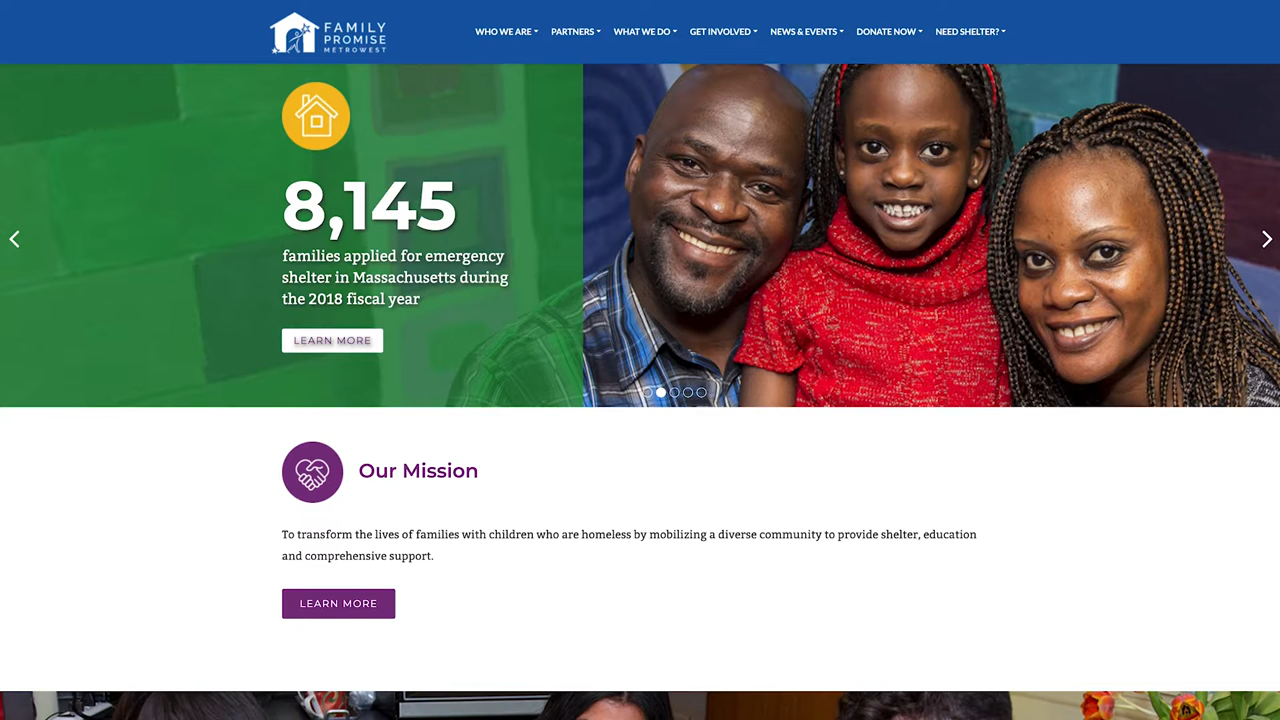 FAMILY
PROMISE
METROWEST
WHO WE ARE PARTNERS WHAT WE DO GET INVOLVED NEWS & EVENTS DONATE NOW NEED SHELTER?
8,145
families applied for emergency
shelter in Massachusetts during
the 2018 fiscal year
LEARN MORE
Our Mission
To transform the lives of families with children who are homeless by mobilizing a diverse community to provide shelter, education
and comprehensive support.
LEARN MORE